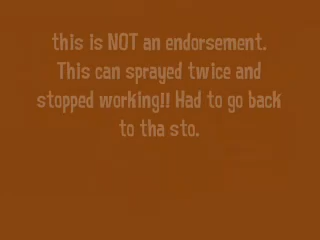 this is NOT an endorsement.
This can sprayed twice and
stopped working!! Had to go back
to tha sto.